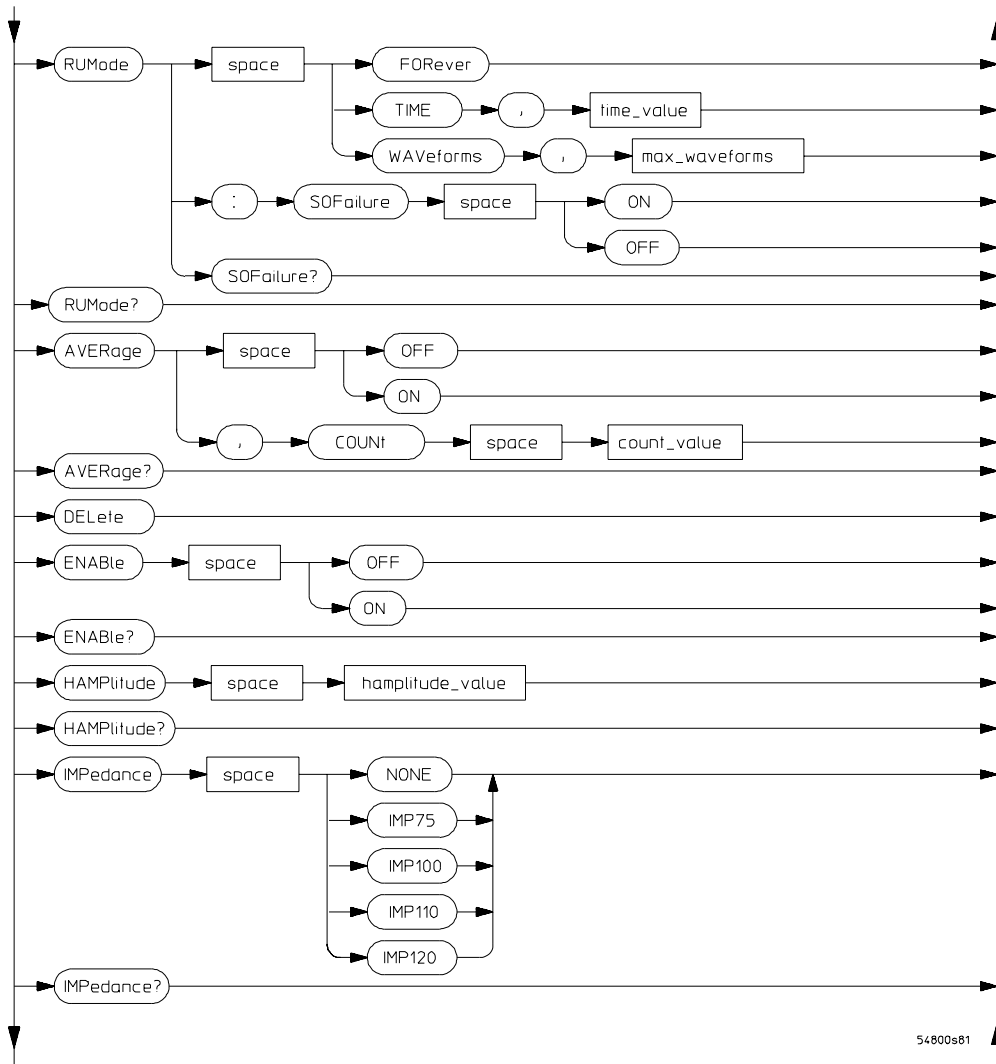 RUMode space FORever
TIME , time_value
WAVeforms , max_waveforms
: SOFailure space ON
OFF
SOFailure?
RUMode?
AVERage space OFF
ON
, COUNt space count_value
AVERage?
DELete
ENABle space OFF
ON
ENABle?
HAMPlitude space hamplitude_value
HAMPlitude?
IMPedance space NONE
IMP75
IMP100
IMP110
IMP120
IMPedance?
54800s81